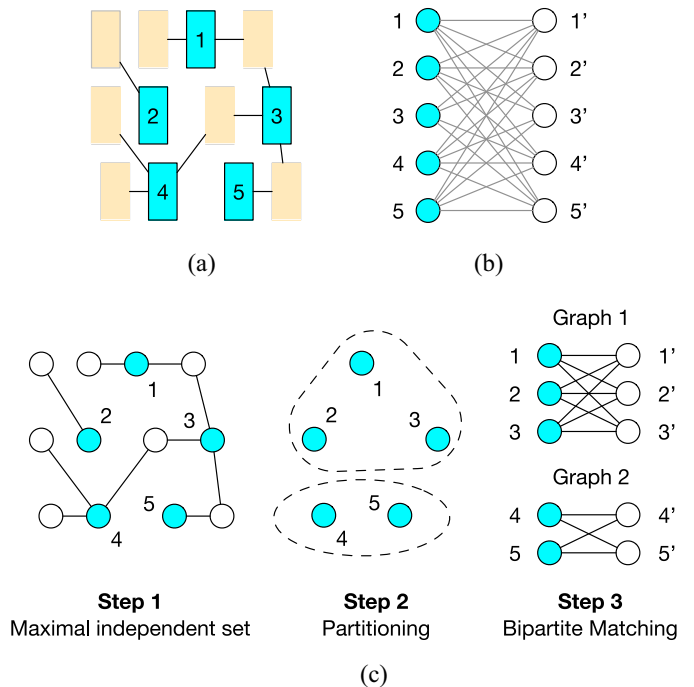 1
2
3
4
5
(a)
1 1’
2 2’
3 3’
4 4’
5 5’
(b)
1
2
3
4
5
Step 1
Maximal independent set
1
2
3
4
5
Step 2
Partitioning
Graph 1
1 1’
2 2’
3 3’
Graph 2
4 4’
5 5’
Step 3
Bipartite Matching
(c)